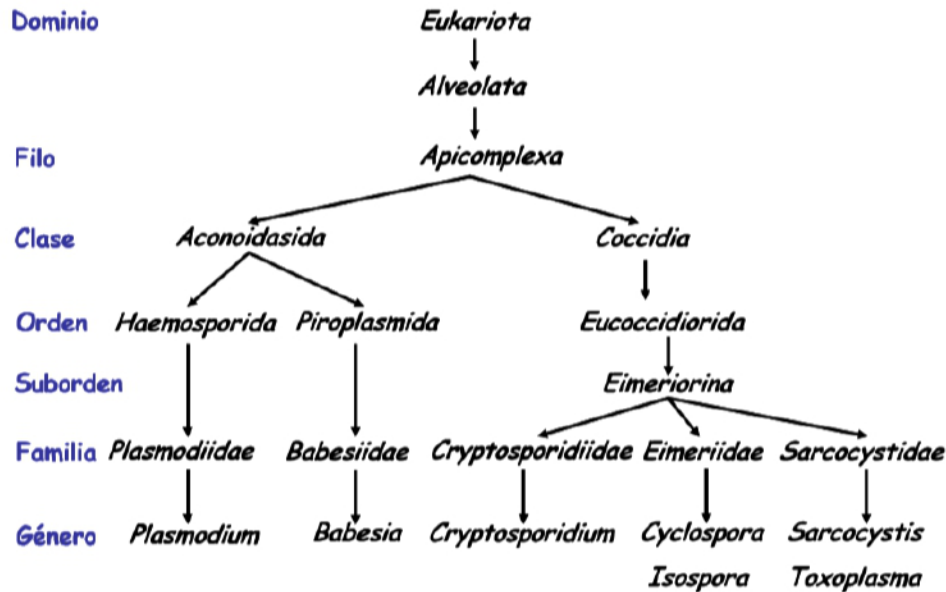 Dominio Eukariota
Alveolata
Filo Apicomplexa
Clase Aconoidasida Coccidia
Orden Haemosporida Piroplasmida Eucoccidiorida
Suborden Eimeriorina
Familia Plasmodiidae Babesiidae Cryptosporidiidae Eimeriidae Sarcocystidae
Género Plasmodium Babesia Cryptosporidium Cyclospora Sarcocystis
Isospora Toxoplasma